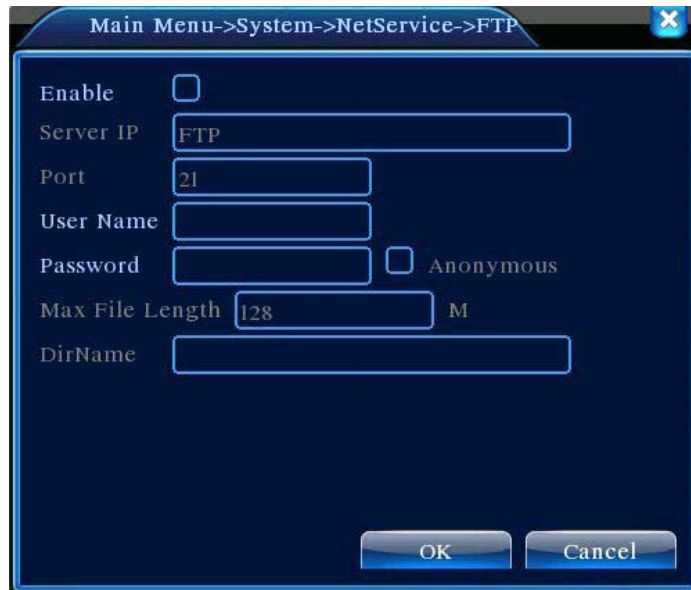 Main Menu->System->NetService->FTP
Enable
Server IP FTP
Port 21
User Name
Password Anonymous
Max File Length 128 M
DirName
OK Cancel